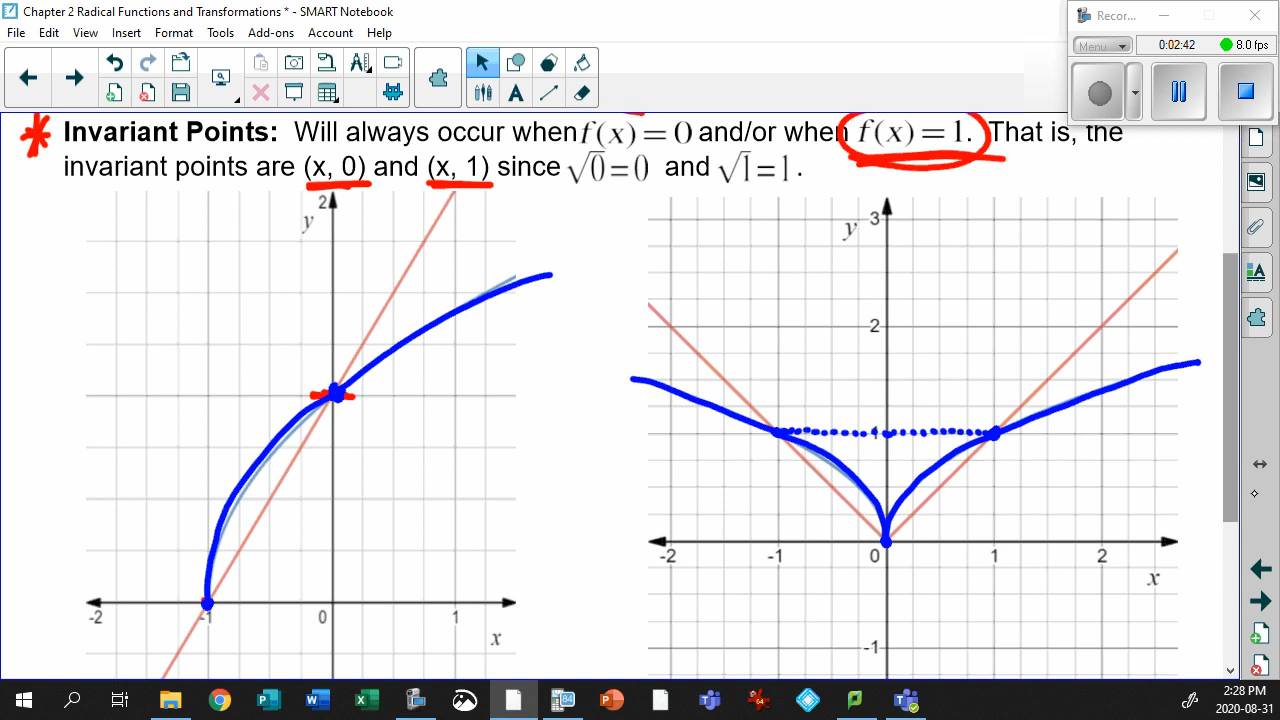 Chapter 2 Radical Functions and Transformations * - SMART Notebook
Recor...
File Edit View Insert Format Tools Add-ons Account Help
Menu 0:02:42 8.0 fps
Invariant Points: Will always occur when f(x) = 0 and/or when f(x) = 1. That is, the
invariant points are (x, 0) and (x, 1) since √0 = 0 and √1 = 1 .
2
y
-2 -1 0 1
x
y
3
2
1
-2 -1 0 1 2
x
-1
2:28 PM
2020-08-31